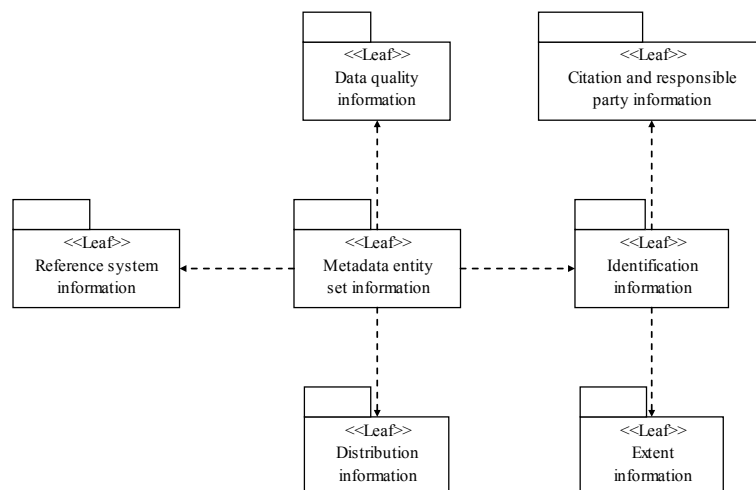 <<Leaf>>
Data quality
information
<<Leaf>>
Citation and responsible
party information
<<Leaf>>
Reference system
information
<<Leaf>>
Metadata entity
set information
<<Leaf>>
Identification
information
<<Leaf>>
Distribution
information
<<Leaf>>
Extent
information